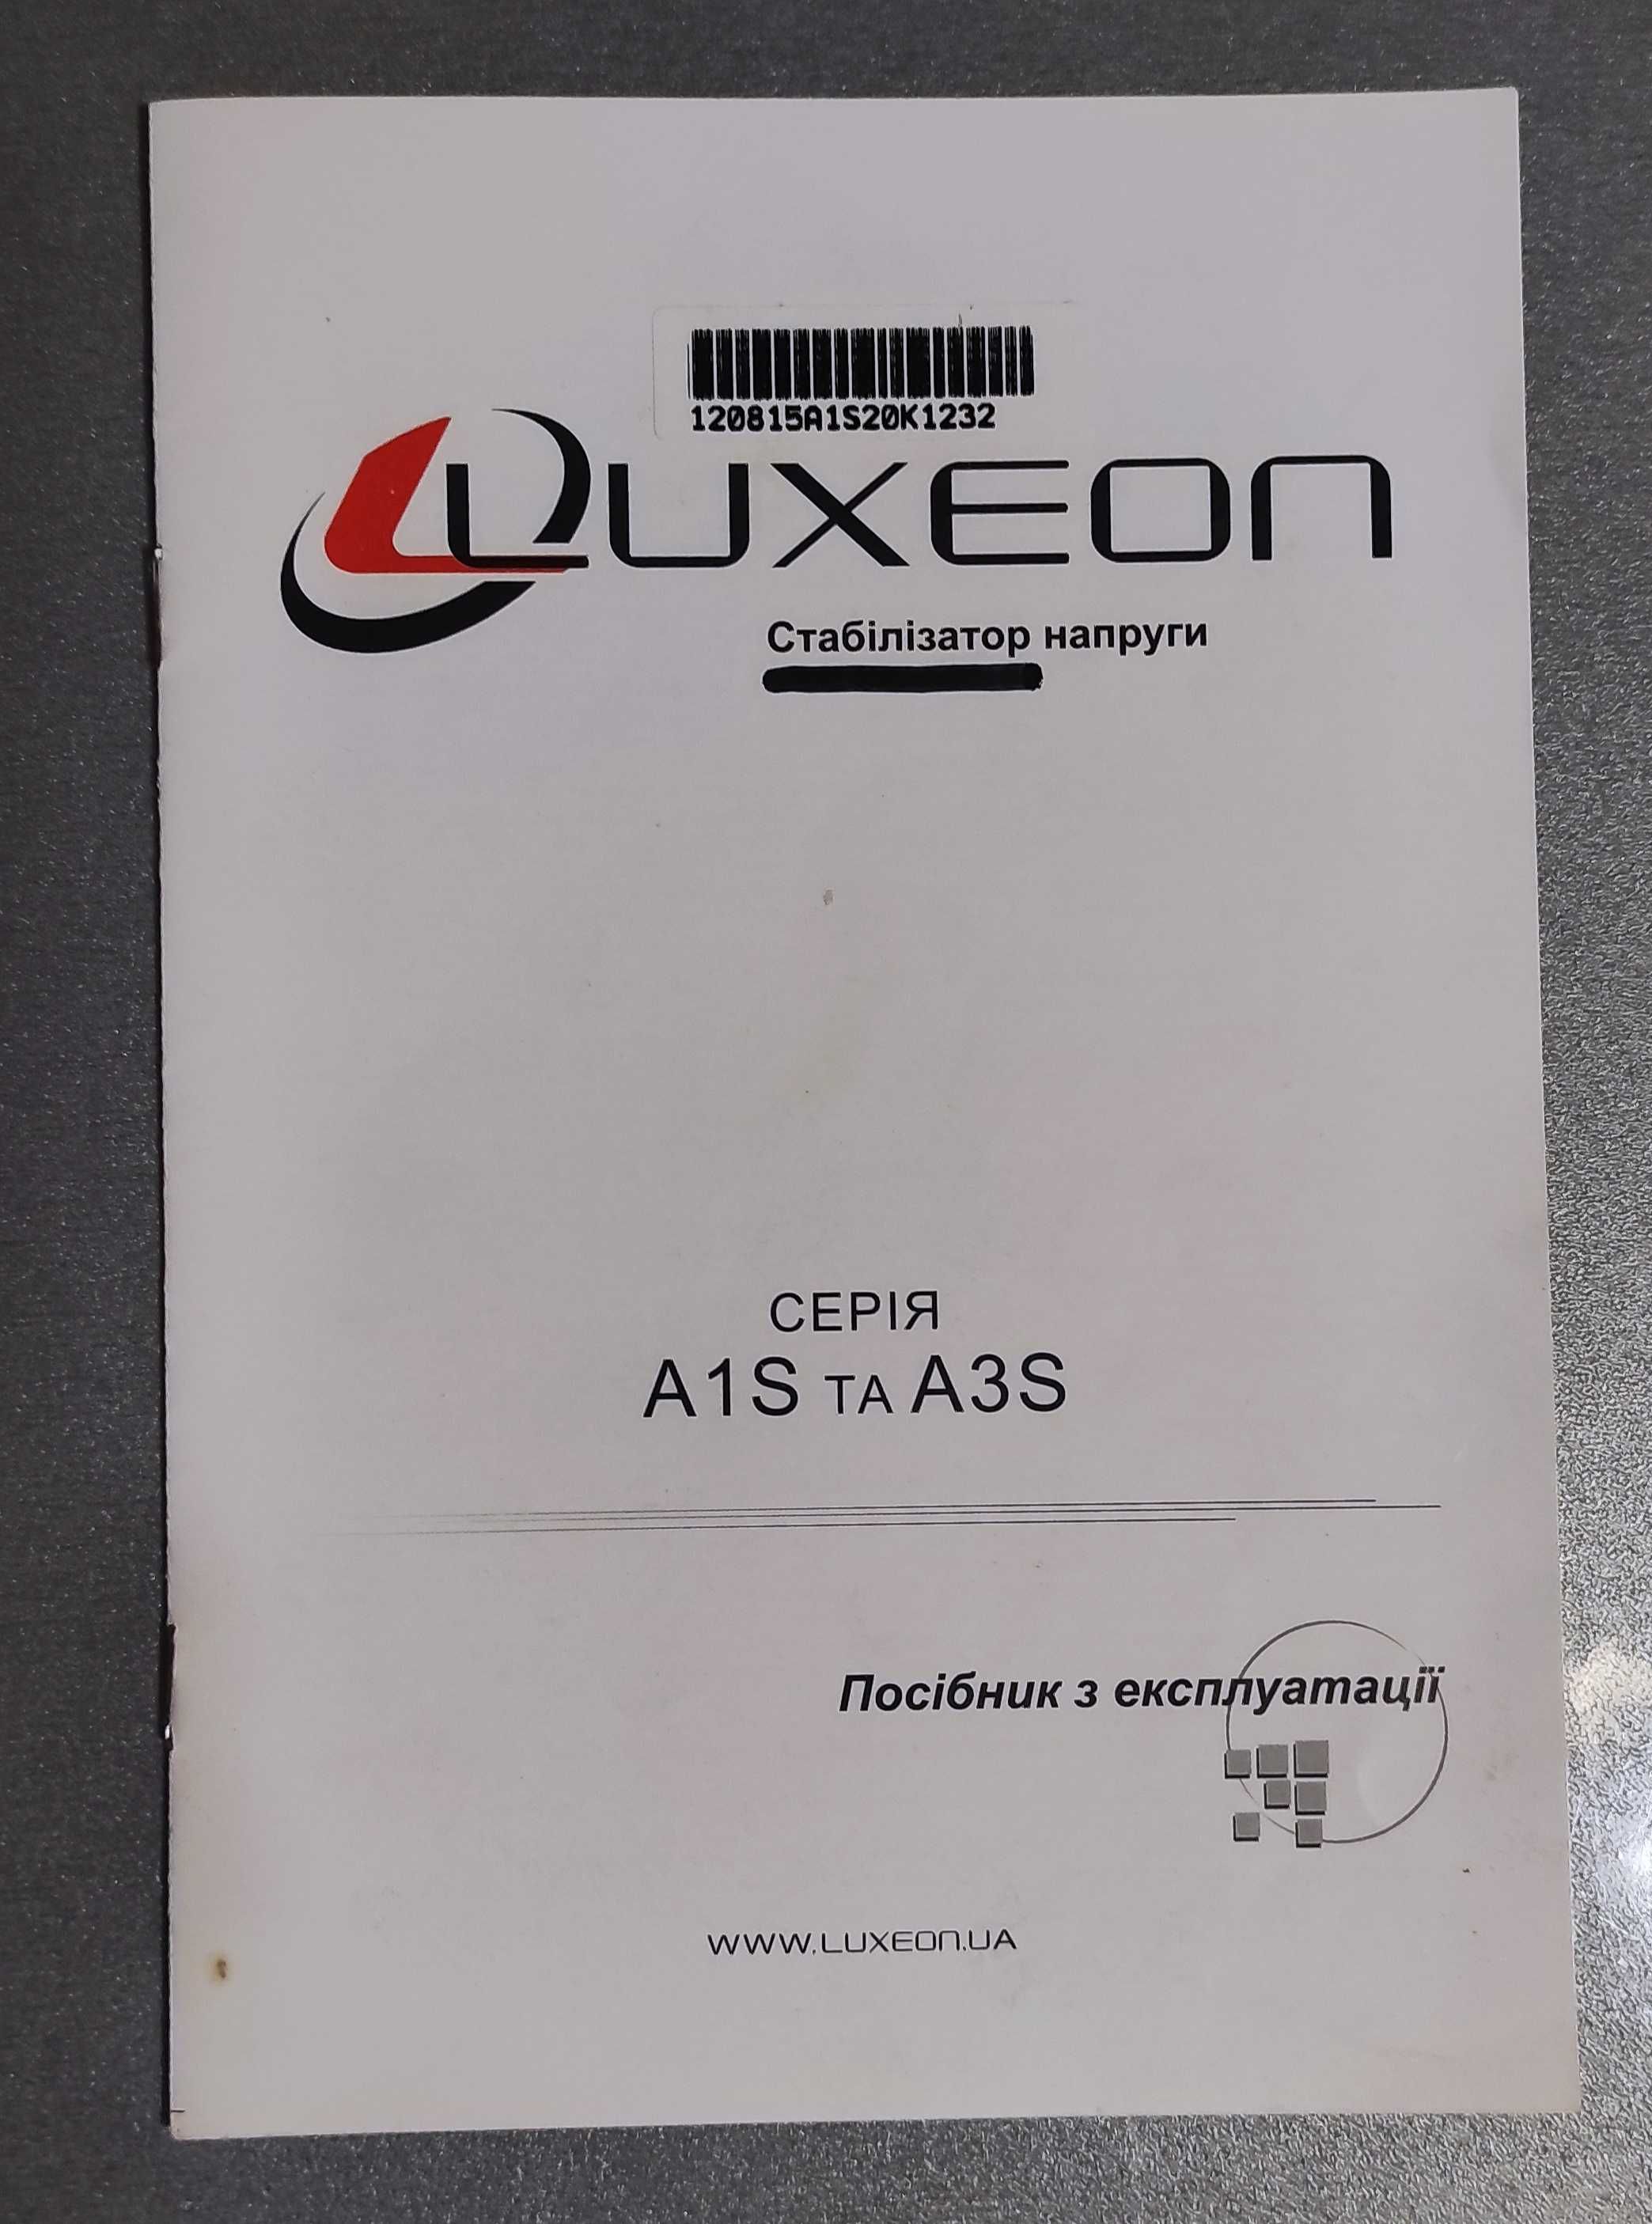 120815A1S20K1232
LUXEON
Стабілізатор напруги
СЕРІЯ
A1S ТА A3S
Посібник з експлуатації
WWW.LUXEON.UA